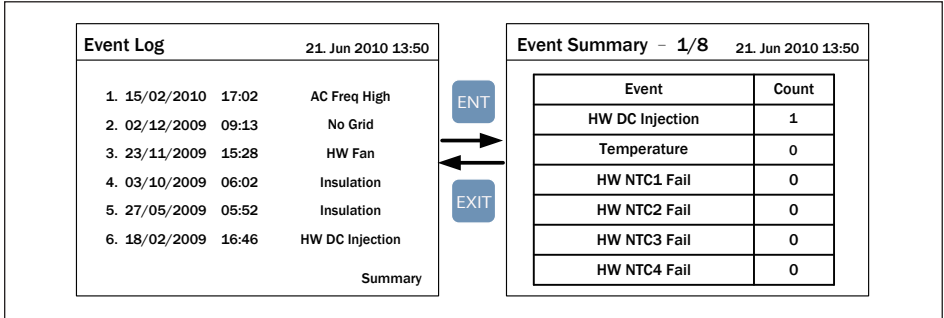 Event Log 21. Jun 2010 13:50
1. 15/02/2010 17:02 AC Freq High
2. 02/12/2009 09:13 No Grid
3. 23/11/2009 15:28 HW Fan
4. 03/10/2009 06:02 Insulation
5. 27/05/2009 05:52 Insulation
6. 18/02/2009 16:46 HW DC Injection
Summary
ENT
EXIT
Event Summary – 1/8 21. Jun 2010 13:50
Event Count
HW DC Injection 1
Temperature 0
HW NTC1 Fail 0
HW NTC2 Fail 0
HW NTC3 Fail 0
HW NTC4 Fail 0